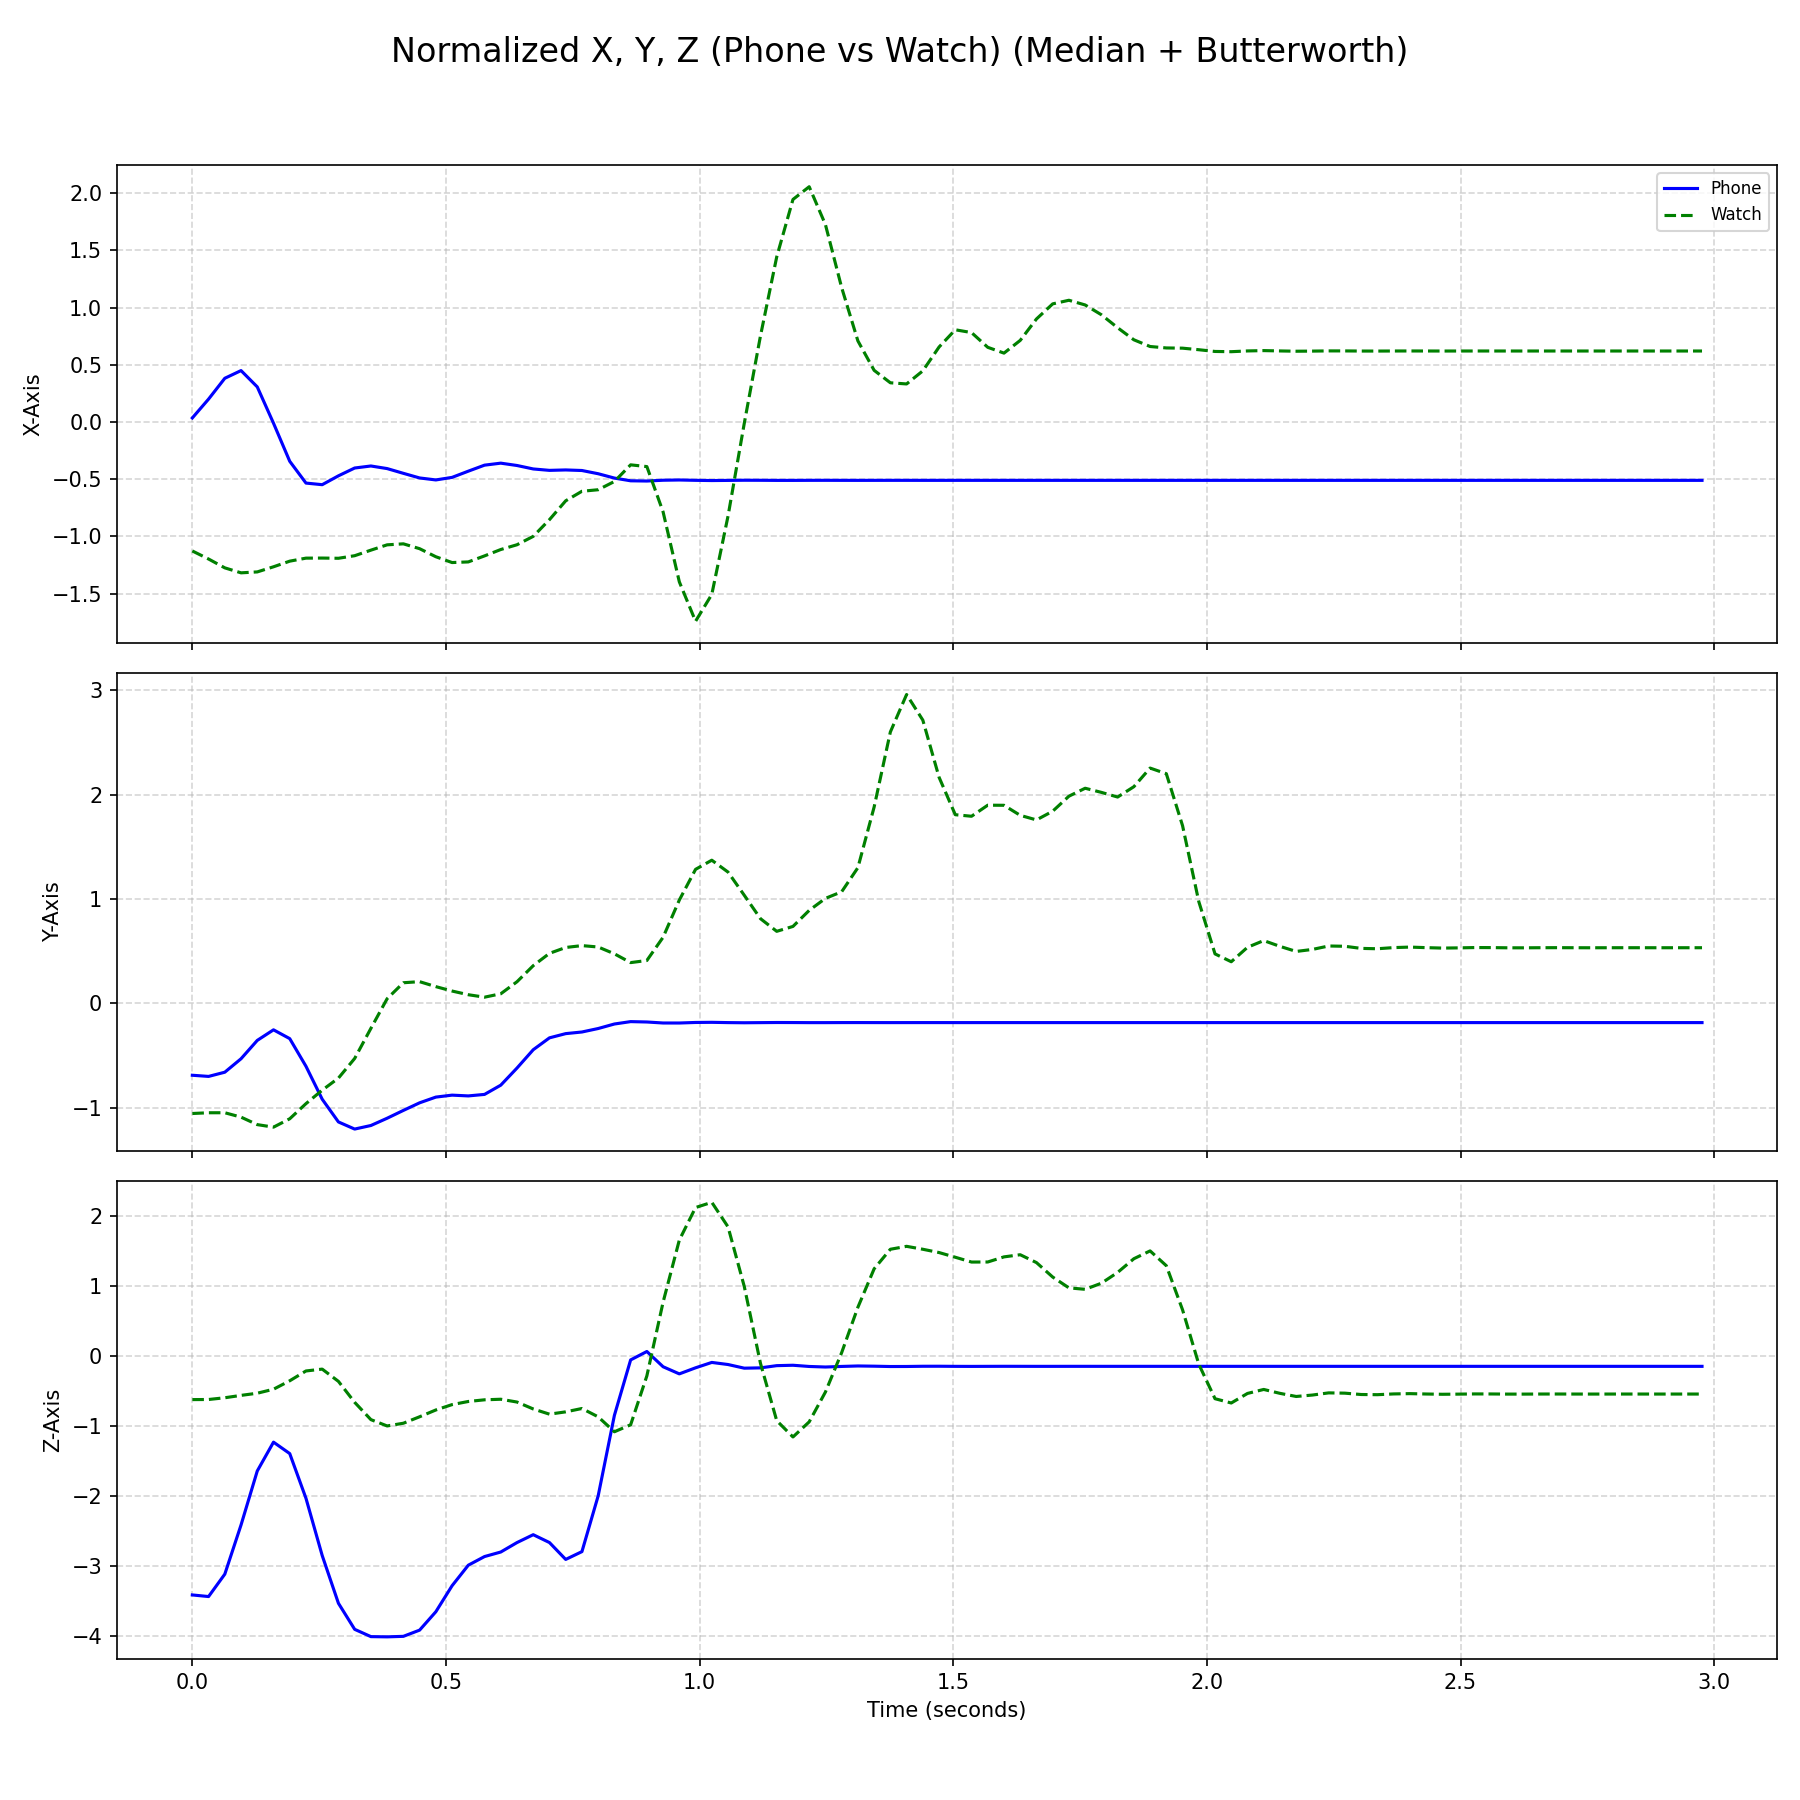 Normalized X, Y, Z (Phone vs Watch) (Median + Butterworth)
Phone
Watch
2.0
1.5
1.0
0.5
0.0
−0.5
−1.0
−1.5
X-Axis
3
2
1
0
−1
Y-Axis
2
1
0
−1
−2
−3
−4
Z-Axis
0.0 0.5 1.0 1.5 2.0 2.5 3.0
Time (seconds)